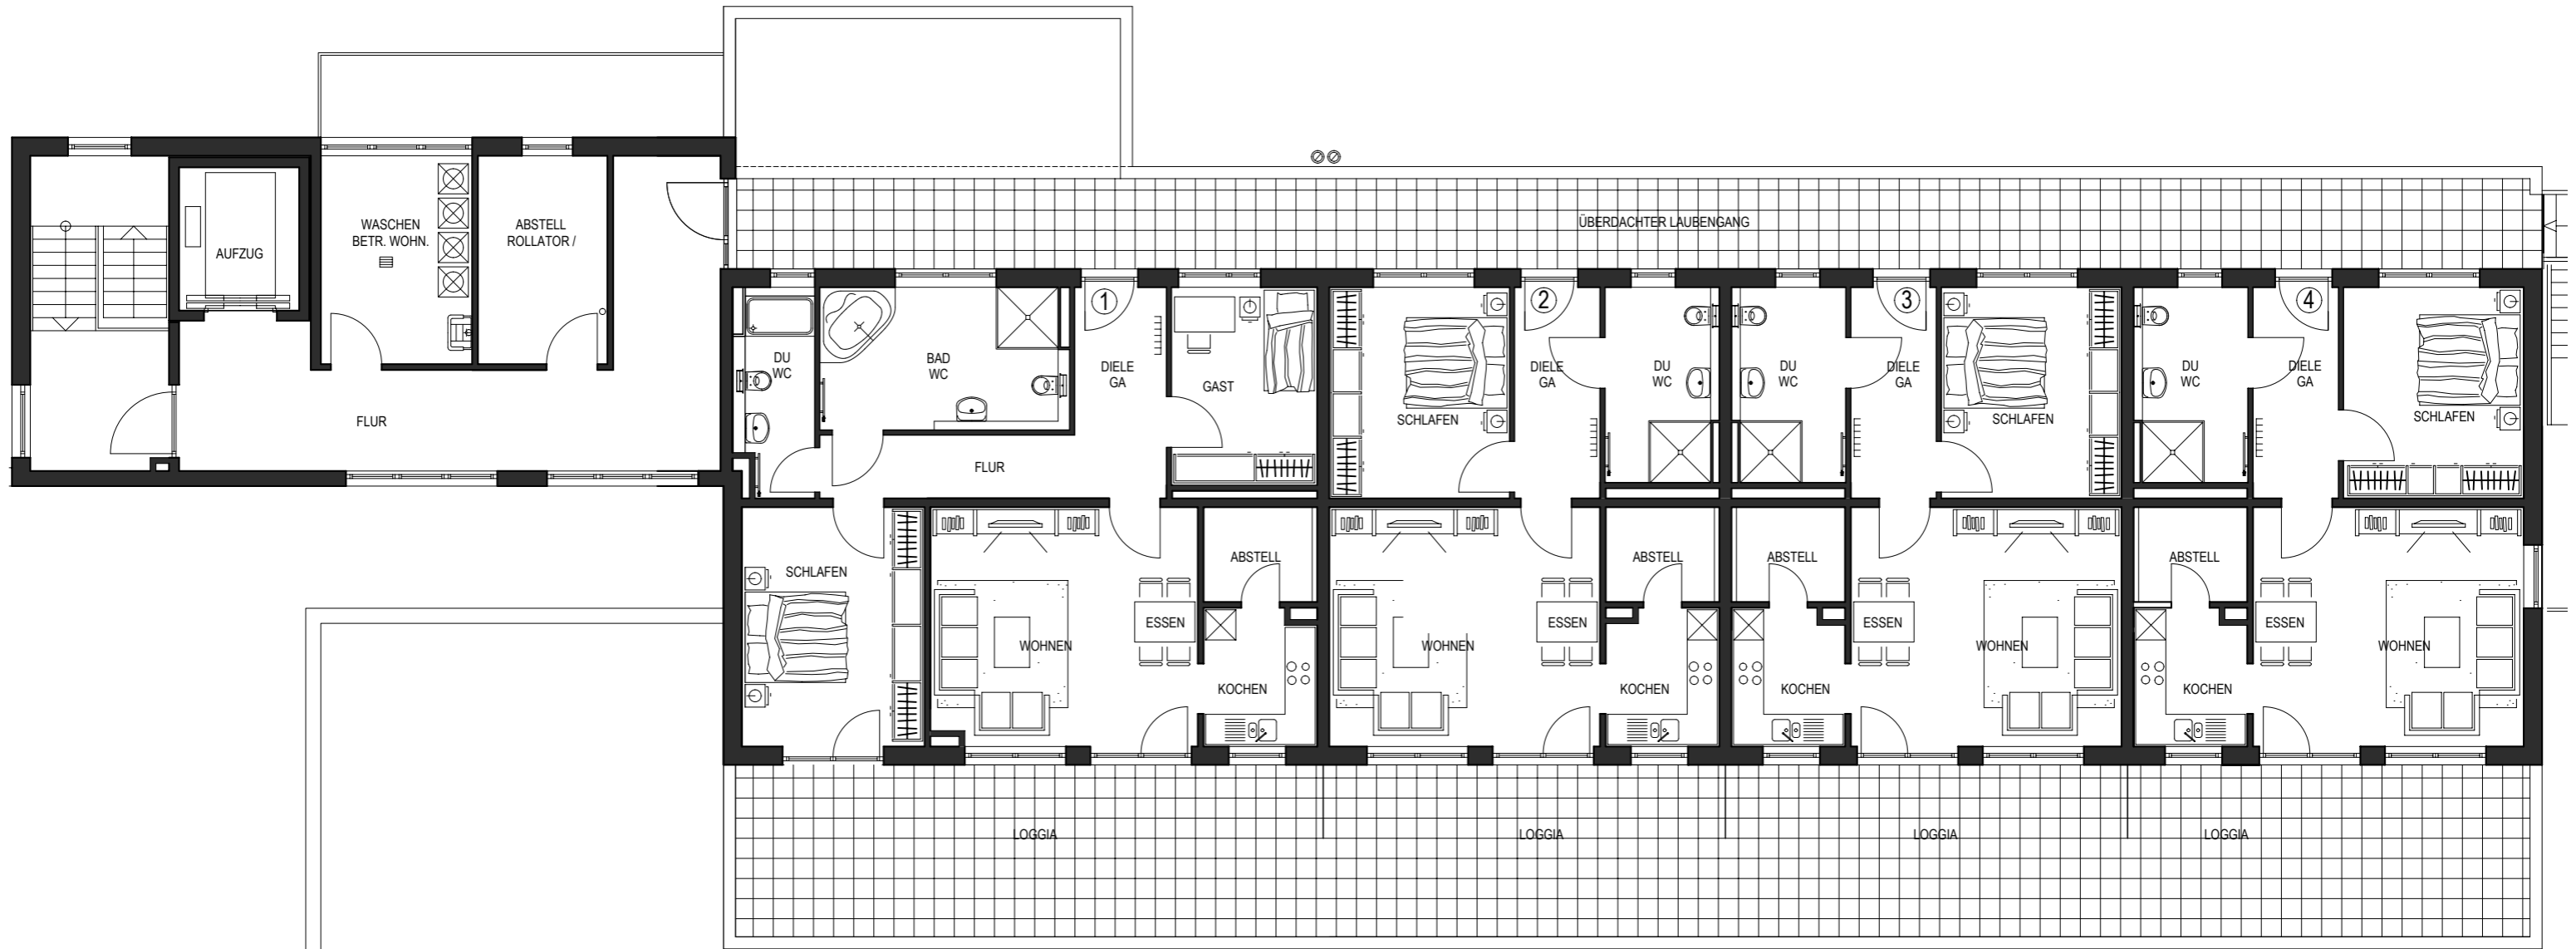 ÜBERDACHTER LAUBENGANG
AUFZUG
WASCHEN
BETR. WOHN.
ABSTELL
ROLLATOR /
FLUR
1
2
3
4
DU
WC
BAD
WC
DIELE
GA
GAST
SCHLAFEN
DIELE
GA
DU
WC
DU
WC
DIELE
GA
SCHLAFEN
DU
WC
DIELE
GA
SCHLAFEN
FLUR
SCHLAFEN
ABSTELL
ABSTELL
ABSTELL
ABSTELL
WOHNEN
ESSEN
KOCHEN
WOHNEN
ESSEN
KOCHEN
KOCHEN
ESSEN
WOHNEN
KOCHEN
ESSEN
WOHNEN
LOGGIA
LOGGIA
LOGGIA
LOGGIA